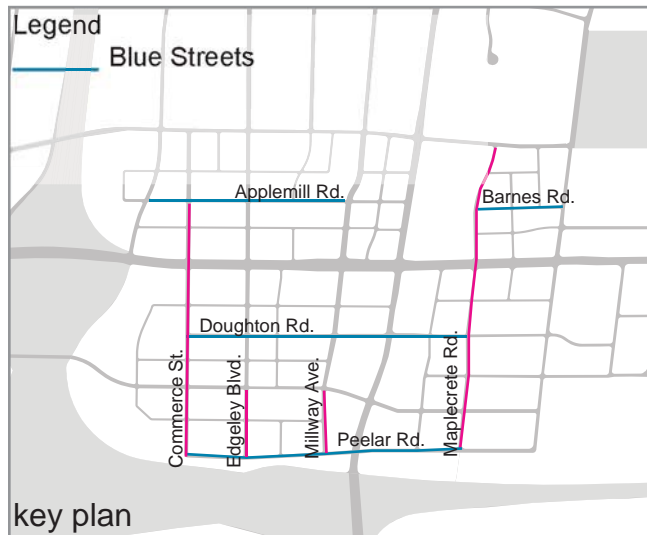 Legend
Blue Streets
Applemill Rd.
Barnes Rd.
Doughton Rd.
Commerce St.
Edgeley Blvd.
Millway Ave.
Maplecrete Rd.
Peelar Rd.
key plan